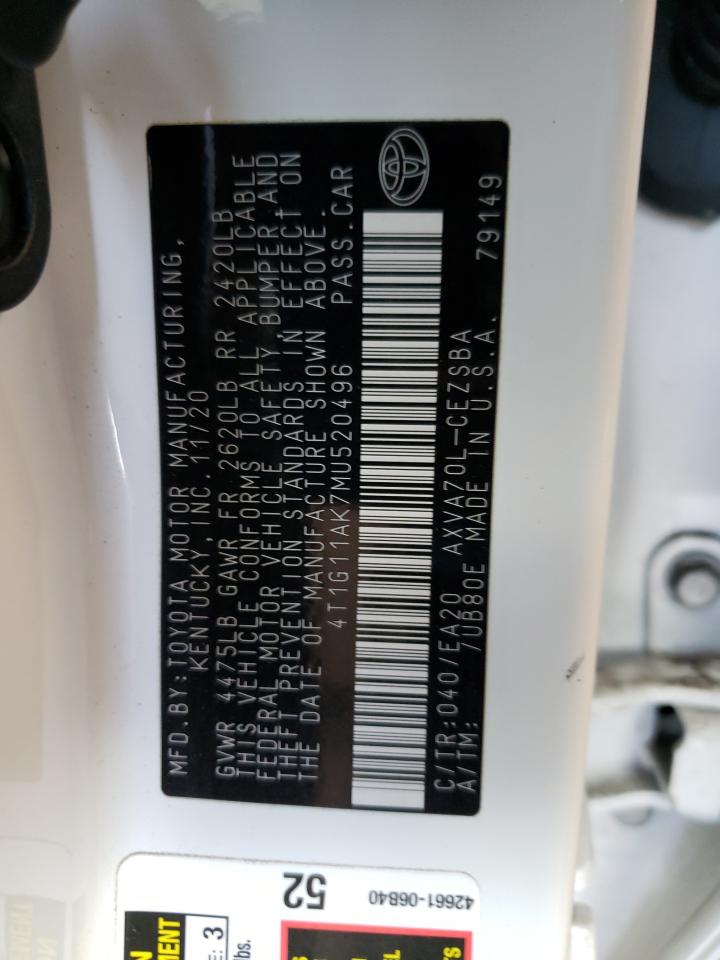 MFD.BY:TOYOTA MOTOR MANUFACTURING,
KENTUCKY, INC. 11/20
GVWR 4475LB GAWR FR 2620LB RR 2420LB
THIS VEHICLE CONFORMS TO ALL APPLICABLE
FEDERAL MOTOR VEHICLE SAFETY BUMPER, AND
THEFT PREVENTION STANDARDS IN EFFECT ON
THE DATE OF MANUFACTURE SHOWN ABOVE.
4T1G11AK7MU520496 PASS.CAR
C/TR:040/EA20 AXVA70L-CEZSBA
A/TM: /UB80E MADE IN U.S.A. 79149
52
42661-06B40
3
lbs.